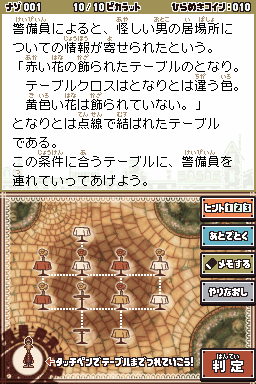 ナゾ 001 10/10ピカラット ひらめきコイン:010
警備員によると、怪しい男の居場所に
ついての情報が寄せられたという。
「赤い花の飾られたテーブルのとなり。
テーブルクロスはとなりとは違う色。
黄色い花は飾られていない。」
となりとは点線で結ばれたテーブル
である。
この条件に合うテーブルに、警備員を
連れていってあげよう。
ヒント 1 2 3
あとでとく
メモする
やりなおし
タッチペンでテーブルまでつれていこう!
判定